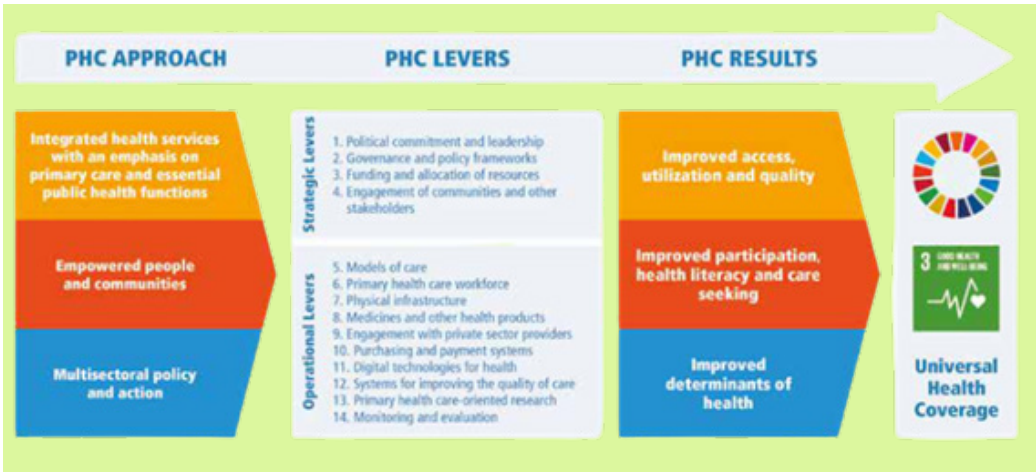 PHC APPROACH
PHC LEVERS
PHC RESULTS
Integrated health services
with an emphasis on
primary care and essential
public health functions
Empowered people
and communities
Multisectoral policy
and action
Strategic Levers
1. Political commitment and leadership
2. Governance and policy frameworks
3. Funding and allocation of resources
4. Engagement of communities and other
stakeholders
Operational Levers
5. Models of care
6. Primary health care workforce
7. Physical infrastructure
8. Medicines and other health products
9. Engagement with private sector providers
10. Purchasing and payment systems
11. Digital technologies for health
12. Systems for improving the quality of care
13. Primary health care-oriented research
14. Monitoring and evaluation
Improved access,
utilization and quality
Improved participation,
health literacy and care
seeking
Improved
determinants of
health
3 GOOD HEALTH
AND WELL-BEING
Universal
Health
Coverage